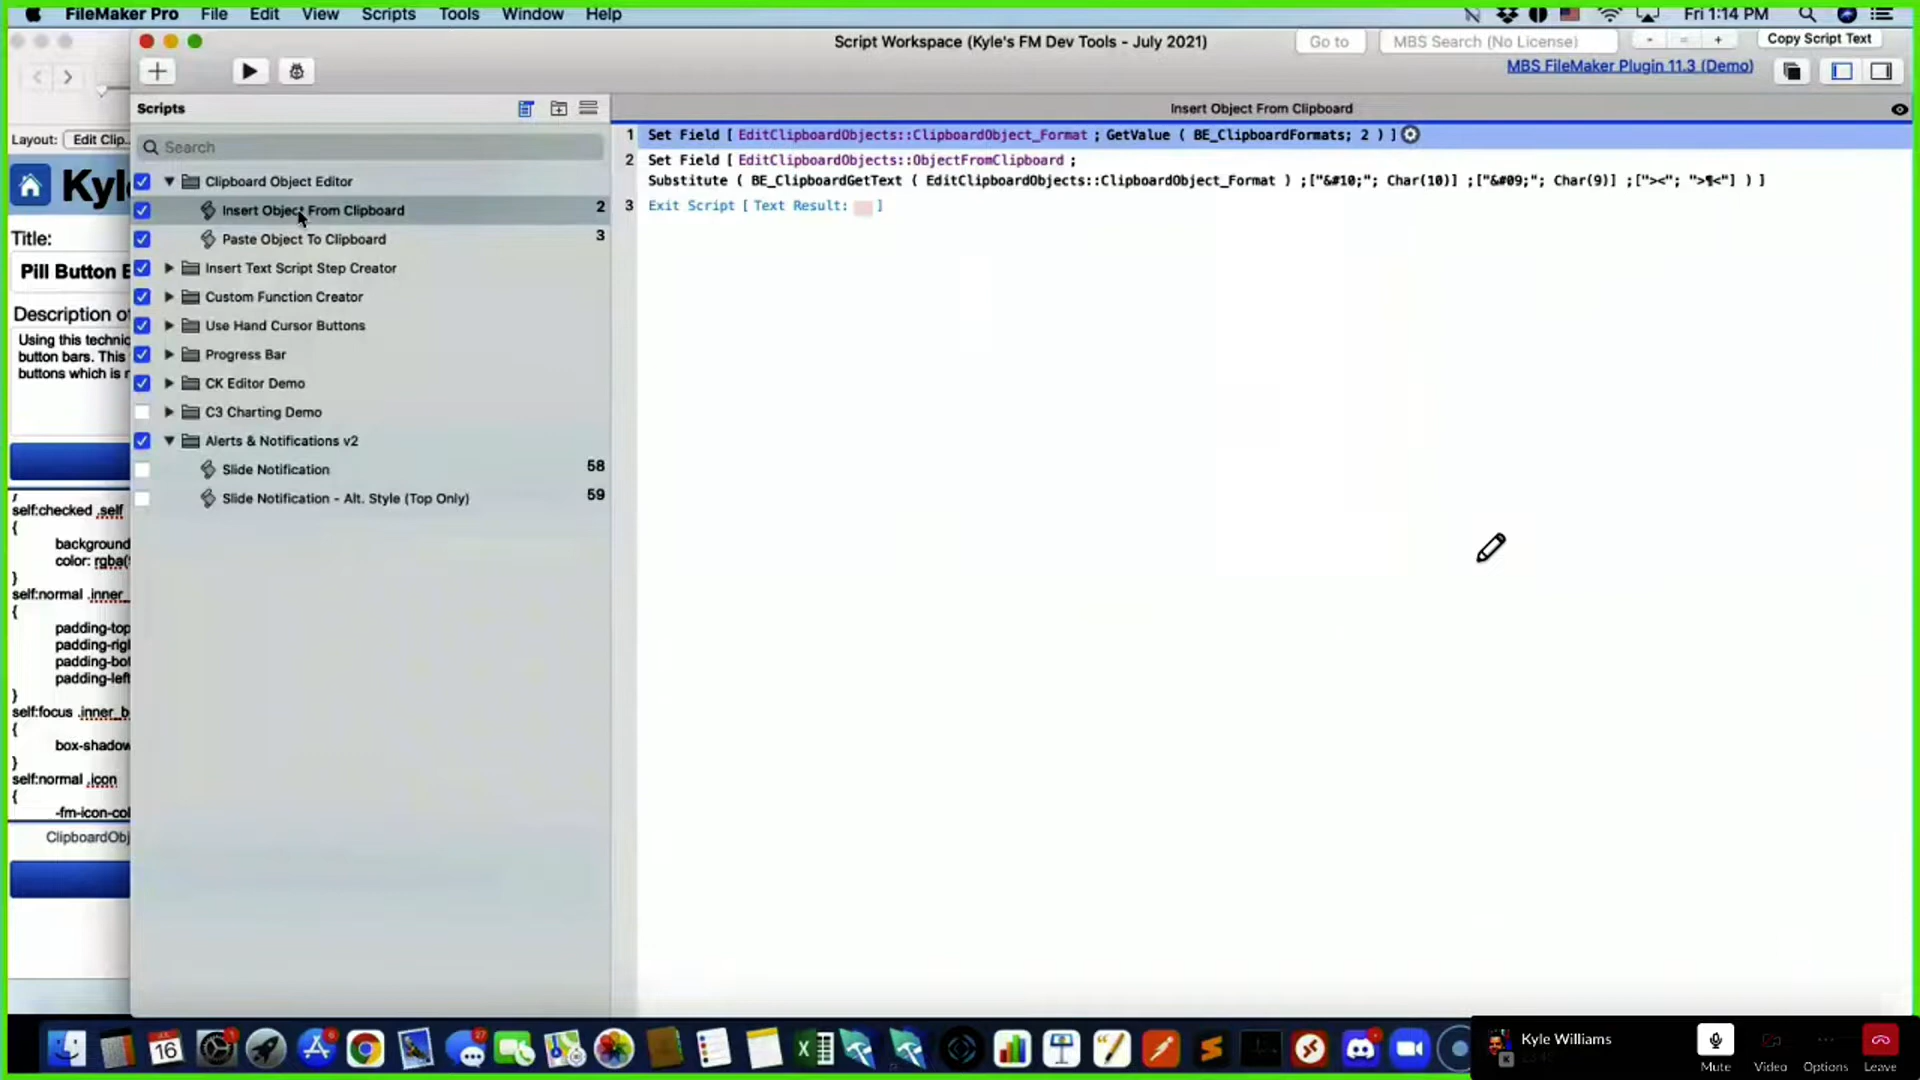 FileMaker Pro File Edit View Scripts Tools Window Help Fri 1:14 PM
Script Workspace (Kyle's FM Dev Tools - July 2021) Go to MBS Search (No License) - = + Copy Script Text
MBS FileMaker Plugin 11.3 (Demo)
Scripts
Insert Object From Clipboard
Search
Layout: Edit Clip..
Kyle
Title:
Pill Button
Description of
Using this techniq
button bars. This
buttons which is
self:checked .self
{
background
color: rgba(
}
self:normal .inner_
{
padding-top
padding-rig
padding-bot
padding-left
}
self:focus .inner_b
{
box-shadow
}
self:normal .icon
{
-fm-icon-col
ClipboardObj
Clipboard Object Editor
Insert Object From Clipboard 2
Paste Object To Clipboard 3
Insert Text Script Step Creator
Custom Function Creator
Use Hand Cursor Buttons
Progress Bar
CK Editor Demo
C3 Charting Demo
Alerts & Notifications v2
Slide Notification 58
Slide Notification - Alt. Style (Top Only) 59
1 Set Field [ EditClipboardObjects::ClipboardObject_Format ; GetValue ( BE_ClipboardFormats; 2 ) ]
2 Set Field [ EditClipboardObjects::ObjectFromClipboard ;
Substitute ( BE_ClipboardGetText ( EditClipboardObjects::ClipboardObject_Format ) ;["&#10;"; Char(10)] ;["&#09;"; Char(9)] ;["><"; ">¶<"] ) ]
3 Exit Script [ Text Result: ]
16
Kyle Williams
K
Mute Video Options Leave